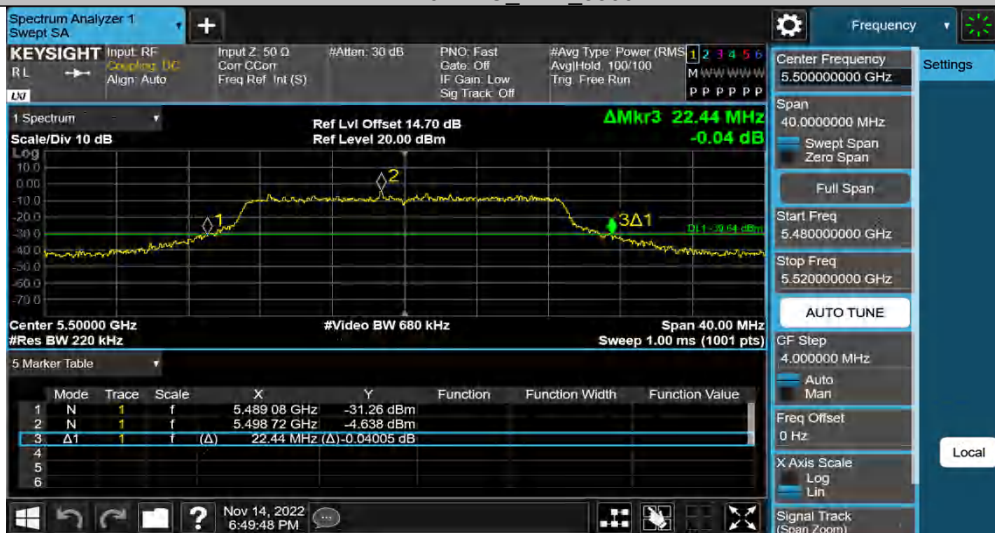 Spectrum Analyzer 1
Swept SA
+
Frequency
KEYSIGHT
RL
LXI
Input: RF
Coupling: DC
Align: Auto
Input Z: 50 Ω
Corr CCorr
Freq Ref: Int (S)
#Atten: 30 dB
PNO: Fast
Gate: Off
IF Gain: Low
Sig Track: Off
#Avg Type: Power (RMS
Avg|Hold: 100/100
Trig: Free Run
1 2 3 4 5 6
M W W W W W
P P P P P P
1 Spectrum
Scale/Div 10 dB
Ref Lvl Offset 14.70 dB
Ref Level 20.00 dBm
ΔMkr3 22.44 MHz
-0.04 dB
Log
10.0
0.00
-10.0
-20.0
-30.0
-40.0
-50.0
-60.0
-70.0
1
2
3Δ1
Center 5.50000 GHz
#Video BW 680 kHz
Span 40.00 MHz
#Res BW 220 kHz
Sweep 1.00 ms (1001 pts)
5 Marker Table
Mode Trace Scale X Y Function Function Width Function Value
1 N 1 f 5.489 08 GHz -31.26 dBm
2 N 1 f 5.498 72 GHz -4.638 dBm
3 Δ1 1 f (Δ) 22.44 MHz (Δ) -0.04005 dB
4
5
6
?
Nov 14, 2022
6:49:48 PM
Center Frequency
5.500000000 GHz
Settings
Span
40.0000000 MHz
Swept Span
Zero Span
Full Span
Start Freq
5.480000000 GHz
Stop Freq
5.520000000 GHz
AUTO TUNE
CF Step
4.000000 MHz
Auto
Man
Freq Offset
0 Hz
Local
X Axis Scale
Log
Lin
Signal Track
(Span Zoom)